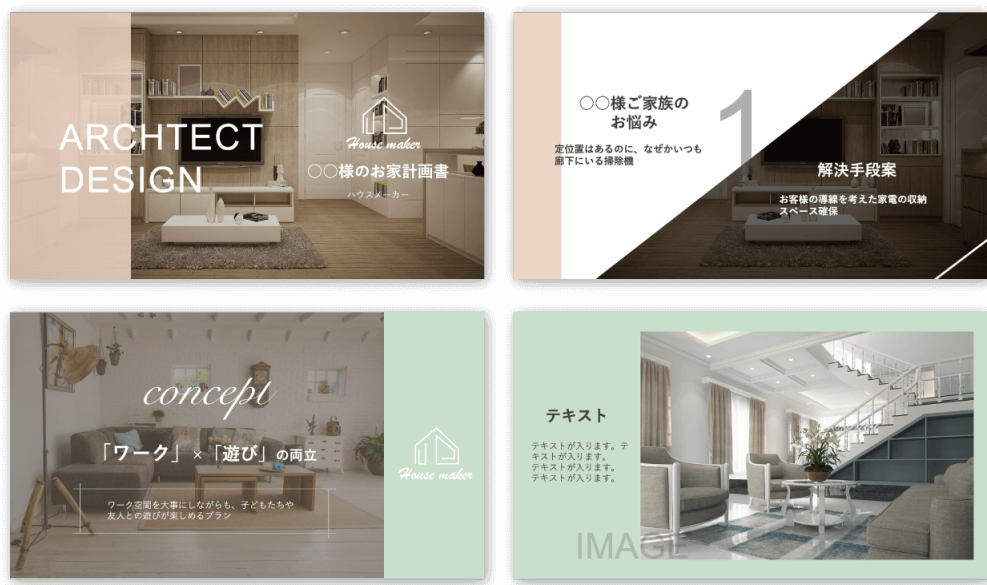 ARCHTECT
DESIGN
House maker
〇〇様のお家計画書
ハウスメーカー
〇〇様ご家族の
お悩み
定位置はあるのに、なぜかいつも
廊下にいる掃除機
1
解決手段案
お客様の導線を考えた家電の収納
スペース確保
concept
「ワーク」×「遊び」の両立
ワーク空間を大事にしながらも、子どもたちや
友人との遊びが楽しめるプラン
House maker
テキスト
テキストが入ります。テ
キストが入ります。
テキストが入ります。
テキストが入ります。
IMAGE